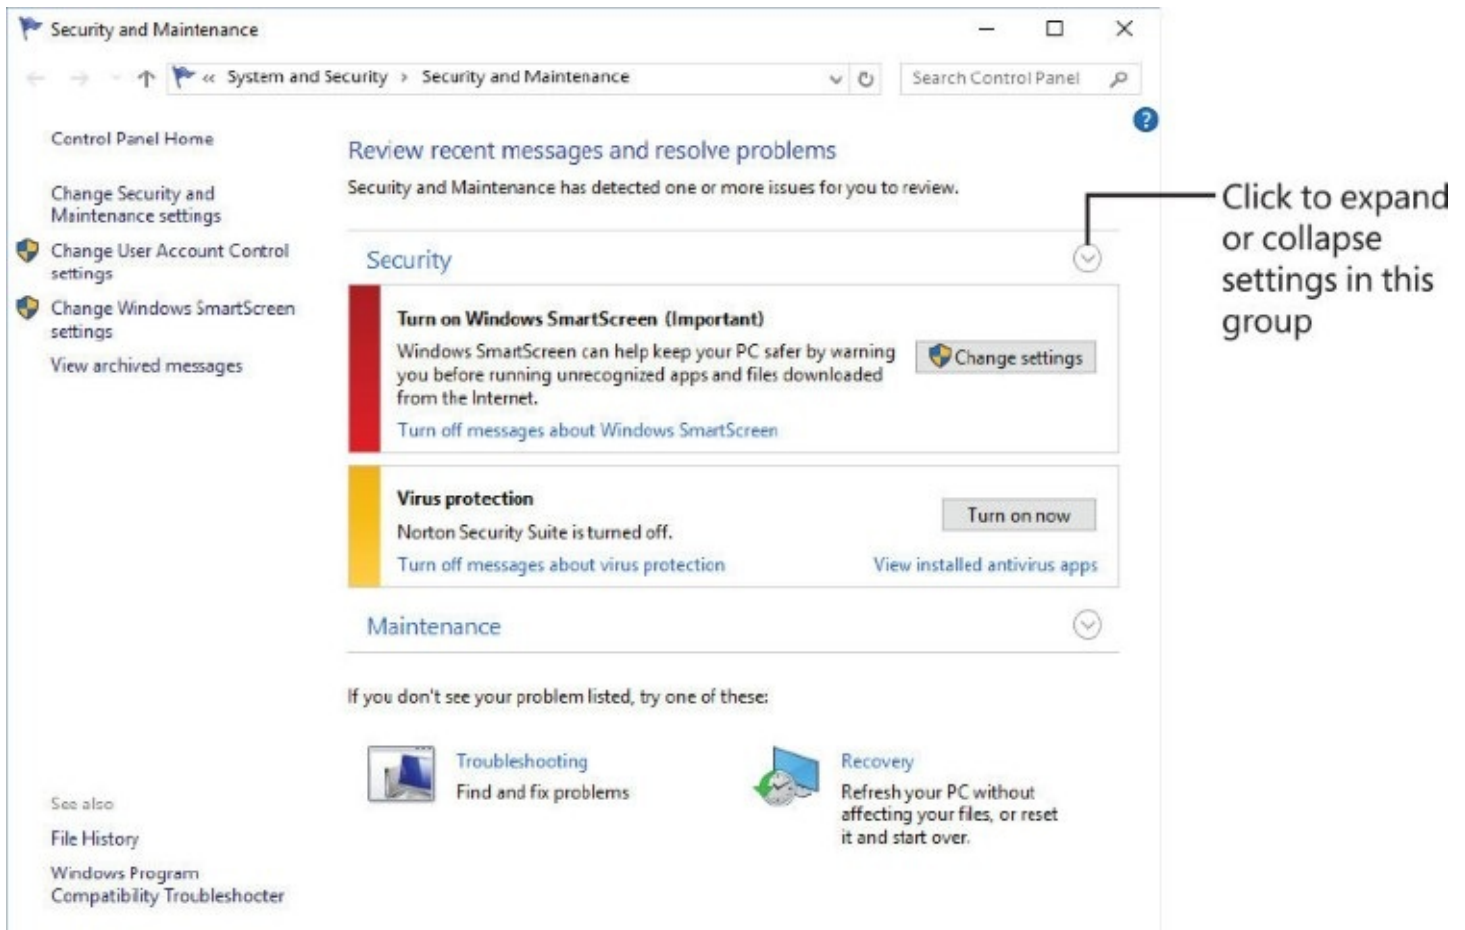 Security and Maintenance
« System and Security › Security and Maintenance
Search Control Panel
?
Control Panel Home
Change Security and
Maintenance settings
Change User Account Control
settings
Change Windows SmartScreen
settings
View archived messages
Review recent messages and resolve problems
Security and Maintenance has detected one or more issues for you to review.
Security
Turn on Windows SmartScreen (Important)
Windows SmartScreen can help keep your PC safer by warning
you before running unrecognized apps and files downloaded
from the Internet.
Change settings
Turn off messages about Windows SmartScreen
Virus protection
Norton Security Suite is turned off.
Turn on now
Turn off messages about virus protection
View installed antivirus apps
Maintenance
If you don't see your problem listed, try one of these:
Troubleshooting
Find and fix problems
Recovery
Refresh your PC without
affecting your files, or reset
it and start over.
See also
File History
Windows Program
Compatibility Troubleshooter
Click to expand
or collapse
settings in this
group